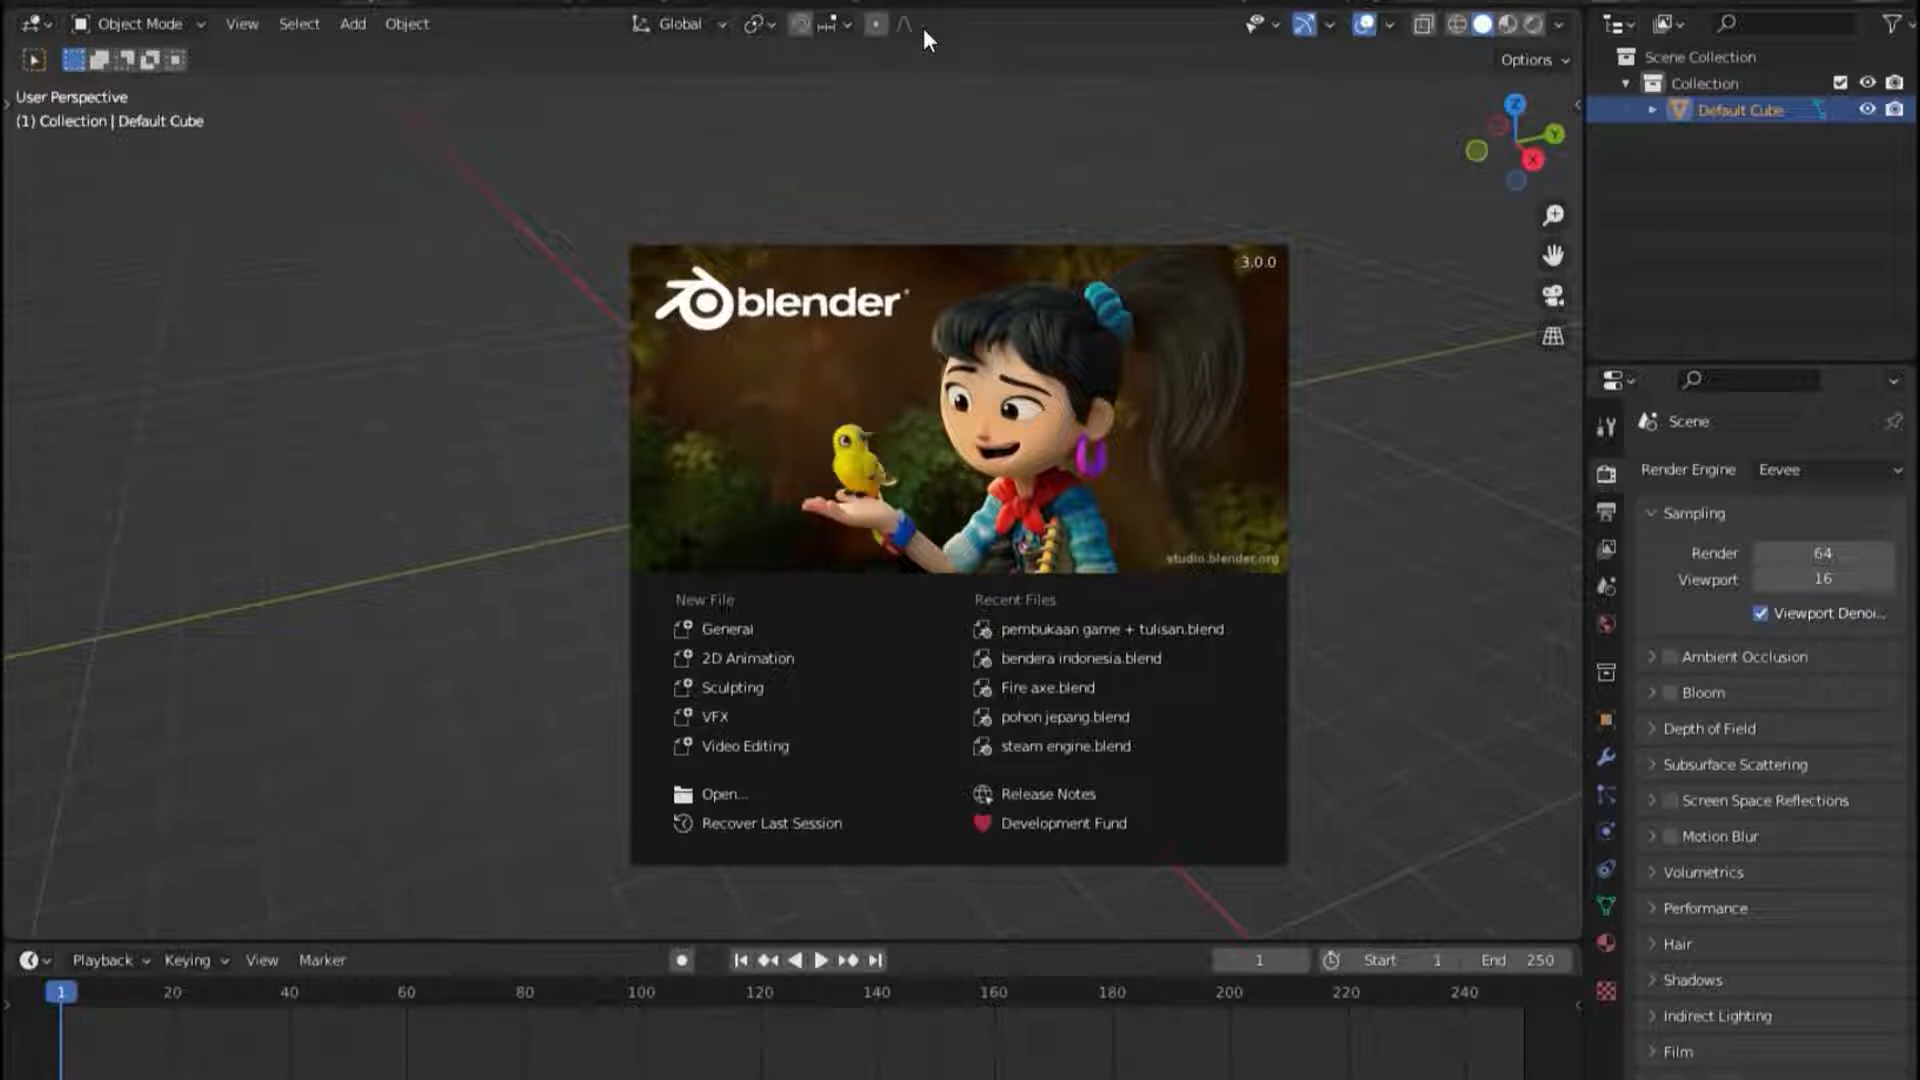 Object Mode View Select Add Object Global
Options
User Perspective
(1) Collection | Default Cube
Z
Y
X
Scene Collection
Collection
Default Cube
blender
3.0.0
studio.blender.org
New File
General
2D Animation
Sculpting
VFX
Video Editing
Open...
Recover Last Session
Recent Files
pembukaan game + tulisan.blend
bendera indonesia.blend
Fire axe.blend
pohon jepang.blend
steam engine.blend
Release Notes
Development Fund
Scene
Render Engine Eevee
Sampling
Render 64
Viewport 16
Viewport Denoi...
Ambient Occlusion
Bloom
Depth of Field
Subsurface Scattering
Screen Space Reflections
Motion Blur
Volumetrics
Performance
Hair
Shadows
Indirect Lighting
Film
Playback Keying View Marker 1 Start 1 End 250
1 20 40 60 80 100 120 140 160 180 200 220 240